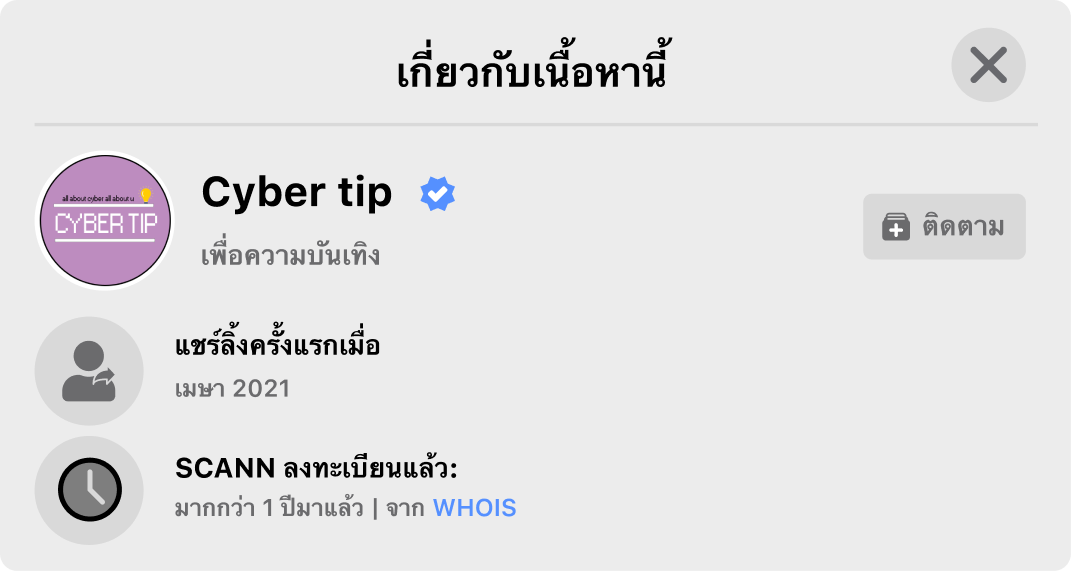 เกี่ยวกับเนื้อหานี้
all about cyber all about u
CYBER TIP
Cyber tip
เพื่อความบันเทิง
ติดตาม
แชร์ลิ้งครั้งแรกเมื่อ
เมษา 2021
SCANN ลงทะเบียนแล้ว:
มากกว่า 1 ปีมาแล้ว | จาก WHOIS